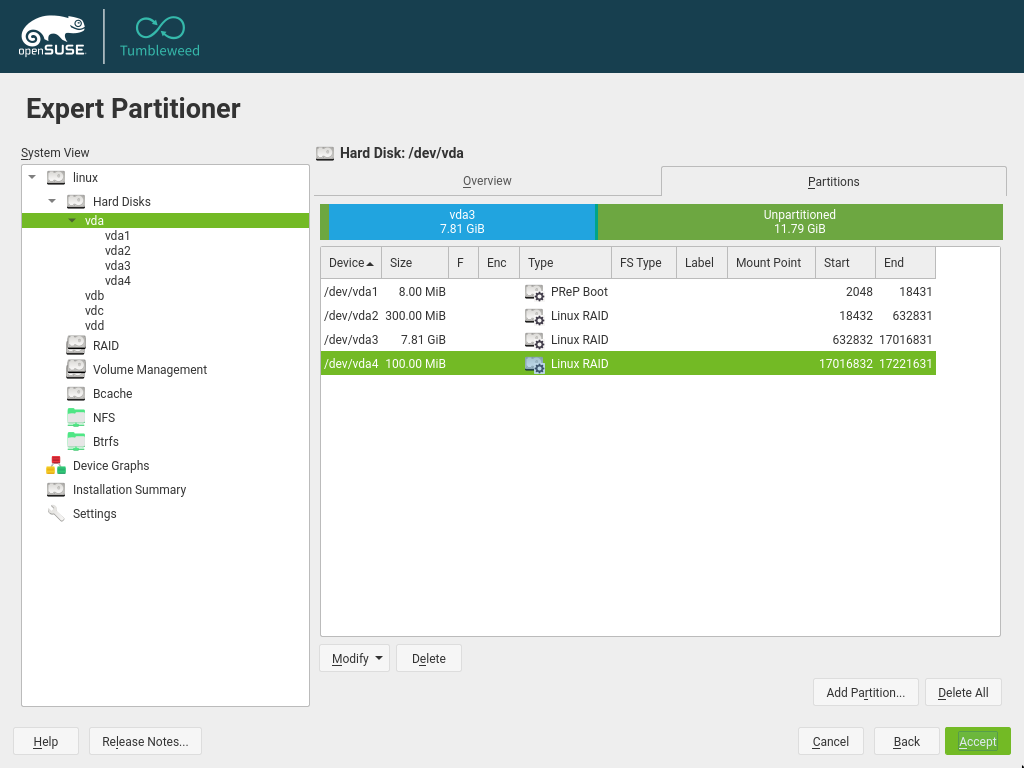 openSUSE
Tumbleweed
Expert Partitioner
System View
linux
Hard Disks
vda
vda1
vda2
vda3
vda4
vdb
vdc
vdd
RAID
Volume Management
Bcache
NFS
Btrfs
Device Graphs
Installation Summary
Settings
Hard Disk: /dev/vda
Overview Partitions
vda3 Unpartitioned
7.81 GiB 11.79 GiB
Device Size F Enc Type FS Type Label Mount Point Start End
/dev/vda1 8.00 MiB PReP Boot 2048 18431
/dev/vda2 300.00 MiB Linux RAID 18432 632831
/dev/vda3 7.81 GiB Linux RAID 632832 17016831
/dev/vda4 100.00 MiB Linux RAID 17016832 17221631
Modify Delete
Add Partition... Delete All
Help Release Notes... Cancel Back Accept